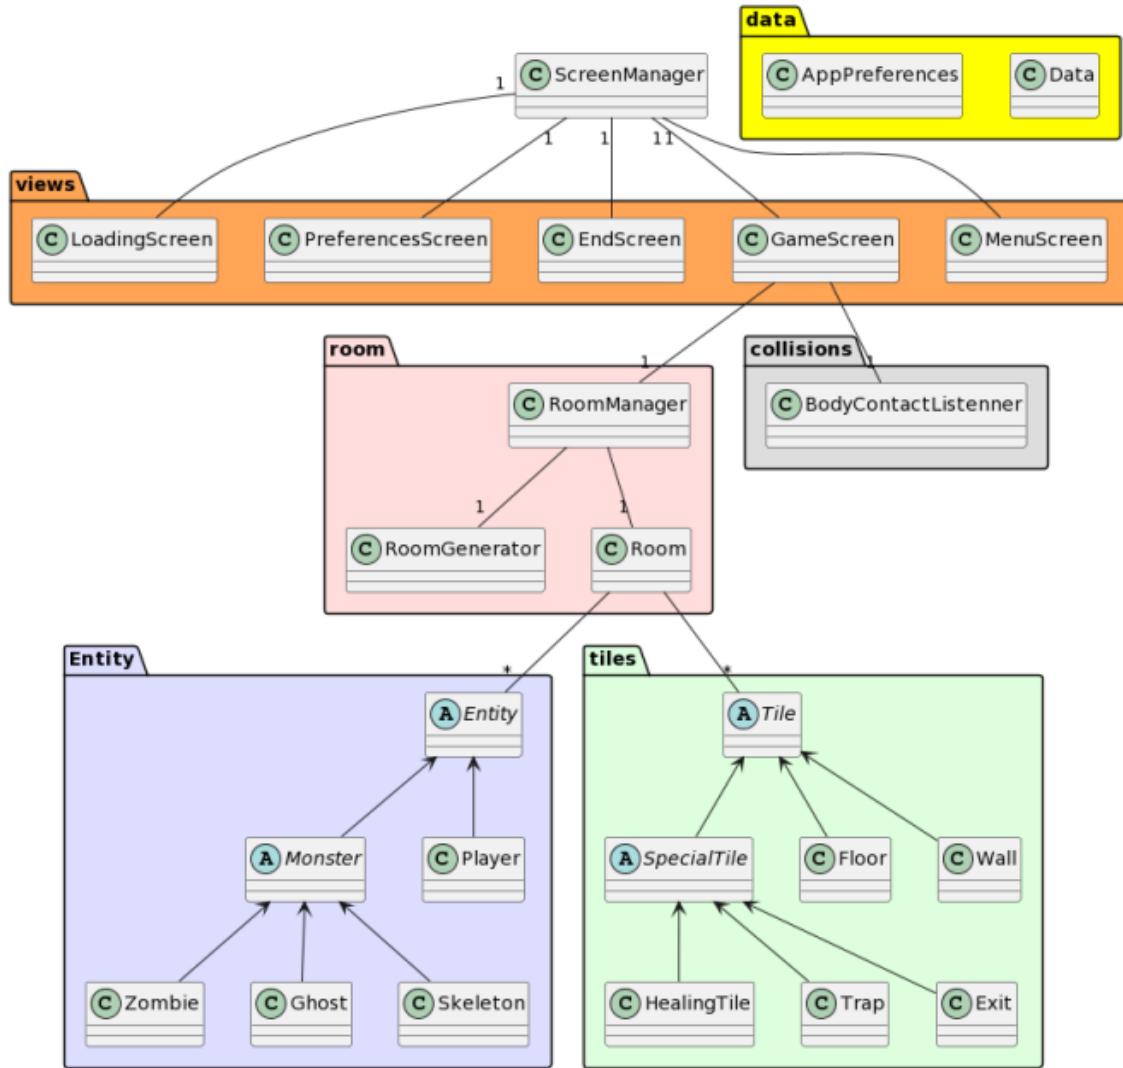 data
C ScreenManager
C AppPreferences
C Data
1
1
1
11
views
C LoadingScreen
C PreferencesScreen
C EndScreen
C GameScreen
C MenuScreen
room
collisions
1
1
C RoomManager
C BodyContactListenner
1
1
C RoomGenerator
C Room
Entity
tiles
*
*
A Entity
A Tile
A Monster
C Player
A SpecialTile
C Floor
C Wall
C Zombie
C Ghost
C Skeleton
C HealingTile
C Trap
C Exit